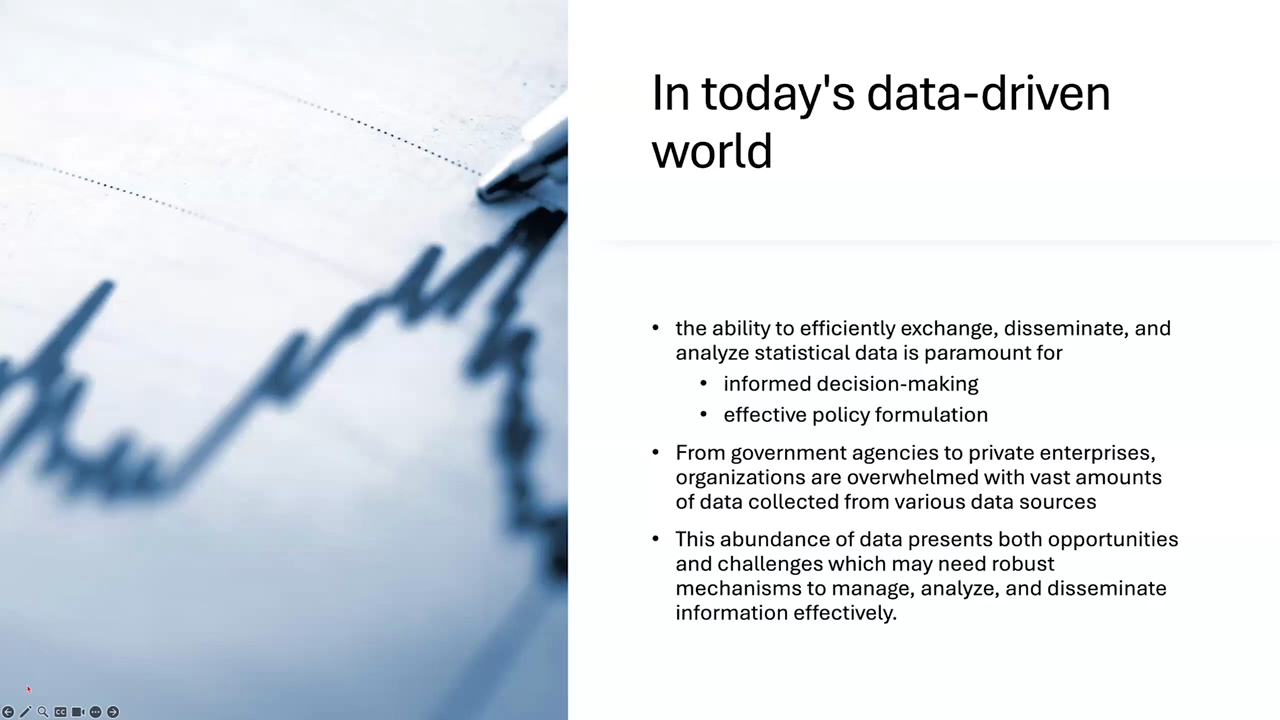 In today's data-driven
world
• the ability to efficiently exchange, disseminate, and
analyze statistical data is paramount for
• informed decision-making
• effective policy formulation
• From government agencies to private enterprises,
organizations are overwhelmed with vast amounts
of data collected from various data sources
• This abundance of data presents both opportunities
and challenges which may need robust
mechanisms to manage, analyze, and disseminate
information effectively.
CC